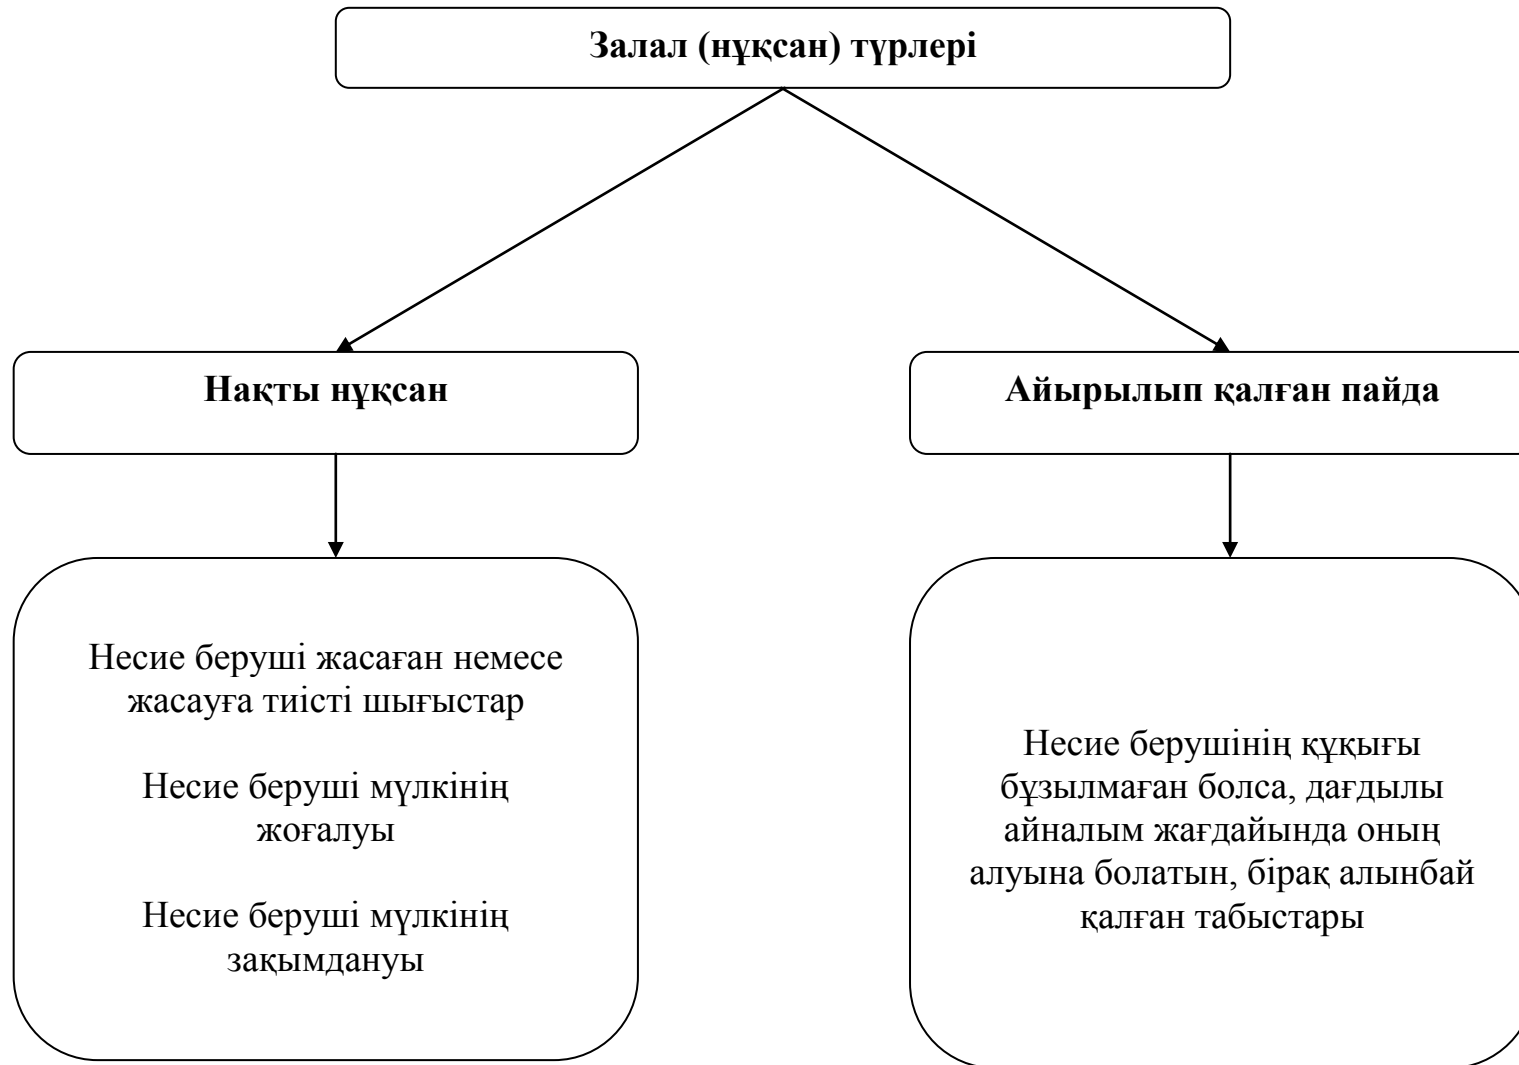 Залал (нұқсан) түрлері
Нақты нұқсан
Айырылып қалған пайда
Несие беруші жасаған немесе
жасауға тиісті шығыстар
Несие беруші мүлкінің
жоғалуы
Несие беруші мүлкінің
зақымдануы
Несие берушінің құқығы
бұзылмаған болса, дағдылы
айналым жағдайында оның
алуына болатын, бірақ алынбай
қалған табыстары